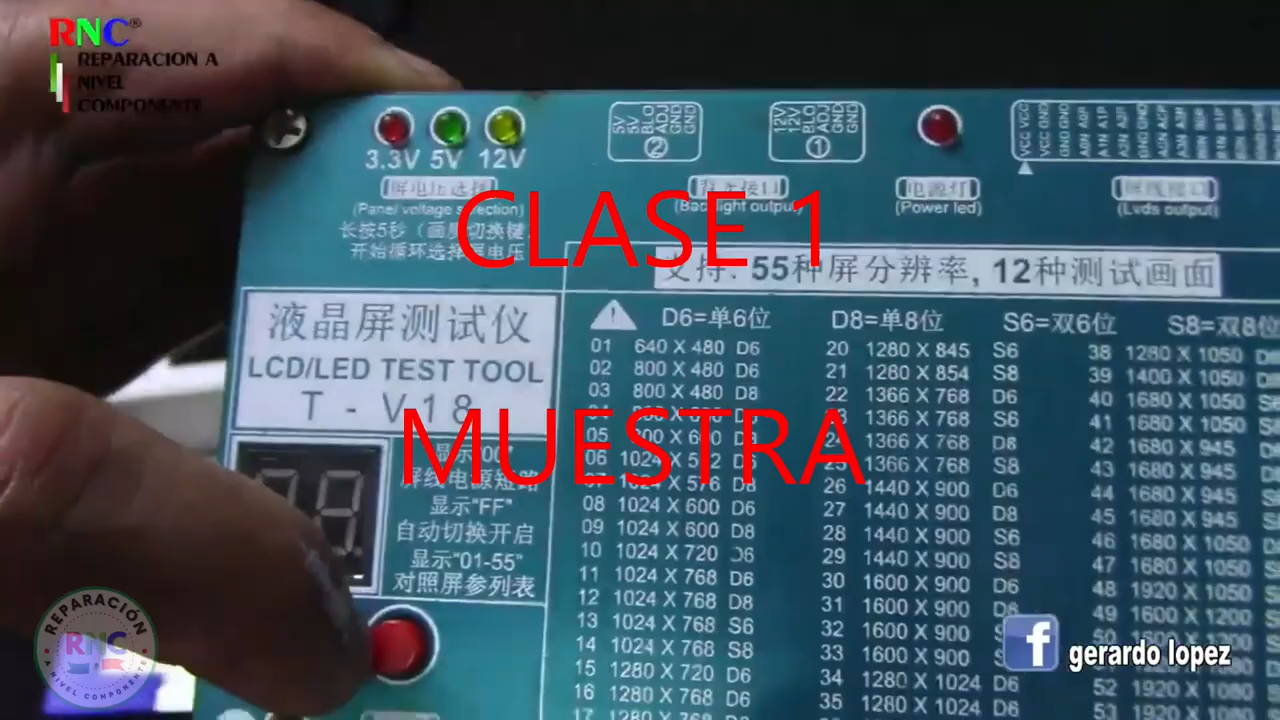 RNC®
REPARACION A
NIVEL
COMPONENTE
3.3V 5V 12V
屏电压选择
(Panel voltage selection)
长按5秒（画面切换键
开始循环选择屏电压
5V
5V
BLO
ADJ
GND
GND
②
背光接口
(Backlight output)
12V
12V
BLO
ADJ
GND
GND
①
电源灯
(Power led)
VCC VCC
VCC GND
GND GND
屏线接口
(Lvds output)
CLASE 1
MUESTRA
支持: 55种屏分辨率, 12种测试画面
液晶屏测试仪
LCD/LED TEST TOOL
T - V18
显示"00"
屏线电源短路
显示"FF"
自动切换开启
显示"01-55"
对照屏参列表
D6=单6位 D8=单8位 S6=双6位 S8=双8位
01 640 X 480 D6
02 800 X 480 D6
03 800 X 480 D8
05
06 1024 X
07 1024 X 576 D8
08 1024 X 600 D6
09 1024 X 600 D8
10 1024 X 720 D6
11 1024 X 768 D6
12 1024 X 768 D8
13 1024 X 768 S6
14 1024 X 768 S8
15 1280 X 720 D6
16 1280 X 768 D6
17 1280 X 768
20 1280 X 845 S6
21 1280 X 854 S8
22 1366 X 768 D6
23 1366 X 768 S6
24 1366 X 768 D8
25 1366 X 768 S8
26 1440 X 900 D6
27 1440 X 900 D8
28 1440 X 900 S6
29 1440 X 900 S8
30 1600 X 900 D6
31 1600 X 900 D8
32 1600 X 900
33 1600 X 900
34 1280 X 1024 D6
35 1280 X 1024 D8
38 1280 X 1050
39 1400 X 1050
40 1680 X 1050
41 1680 X 1050
42 1680 X 945
43 1680 X 945
44 1680 X 945
45 1680 X 945
46 1680 X 1050
47 1680 X 1050
48 1920 X 1050
49 1600 X 1200
50
52 1920 X 1080
53 1920 X 1080
REPARACIÓN
RNC
A NIVEL COMPONENTE
f gerardo lopez